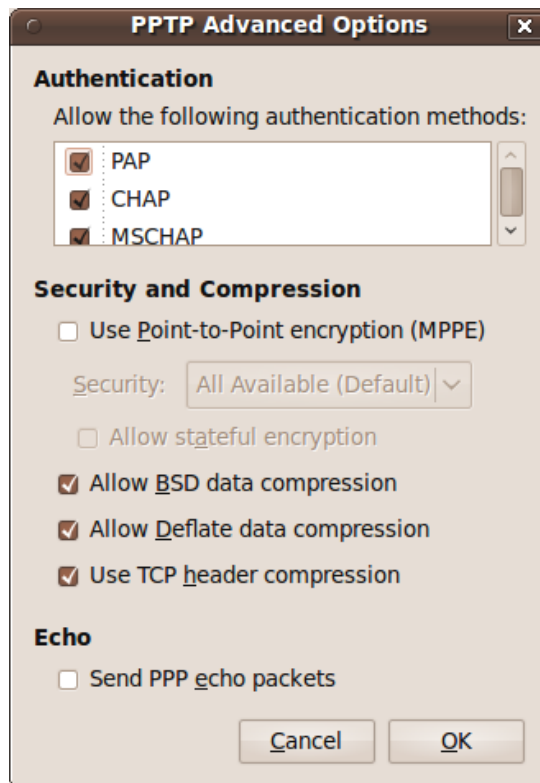 PPTP Advanced Options
Authentication
Allow the following authentication methods:
PAP
CHAP
MSCHAP
Security and Compression
Use Point-to-Point encryption (MPPE)
Security: All Available (Default)
Allow stateful encryption
Allow BSD data compression
Allow Deflate data compression
Use TCP header compression
Echo
Send PPP echo packets
Cancel OK